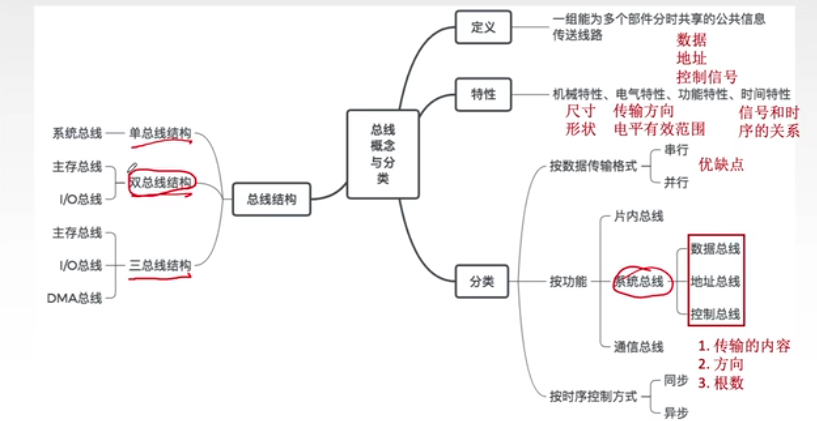 总线
概念
与分
类
定义
一组能为多个部件分时共享的公共信息
传送线路
数据
地址
控制信号
特性
机械特性、电气特性、功能特性、时间特性
尺寸
形状
传输方向
电平有效范围
信号和时
序的关系
分类
按数据传输格式
串行
并行
优缺点
按功能
片内总线
系统总线
数据总线
地址总线
控制总线
通信总线
1. 传输的内容
2. 方向
3. 根数
按时序控制方式
同步
异步
总线结构
单总线结构
系统总线
双总线结构
主存总线
I/O总线
三总线结构
主存总线
I/O总线
DMA总线